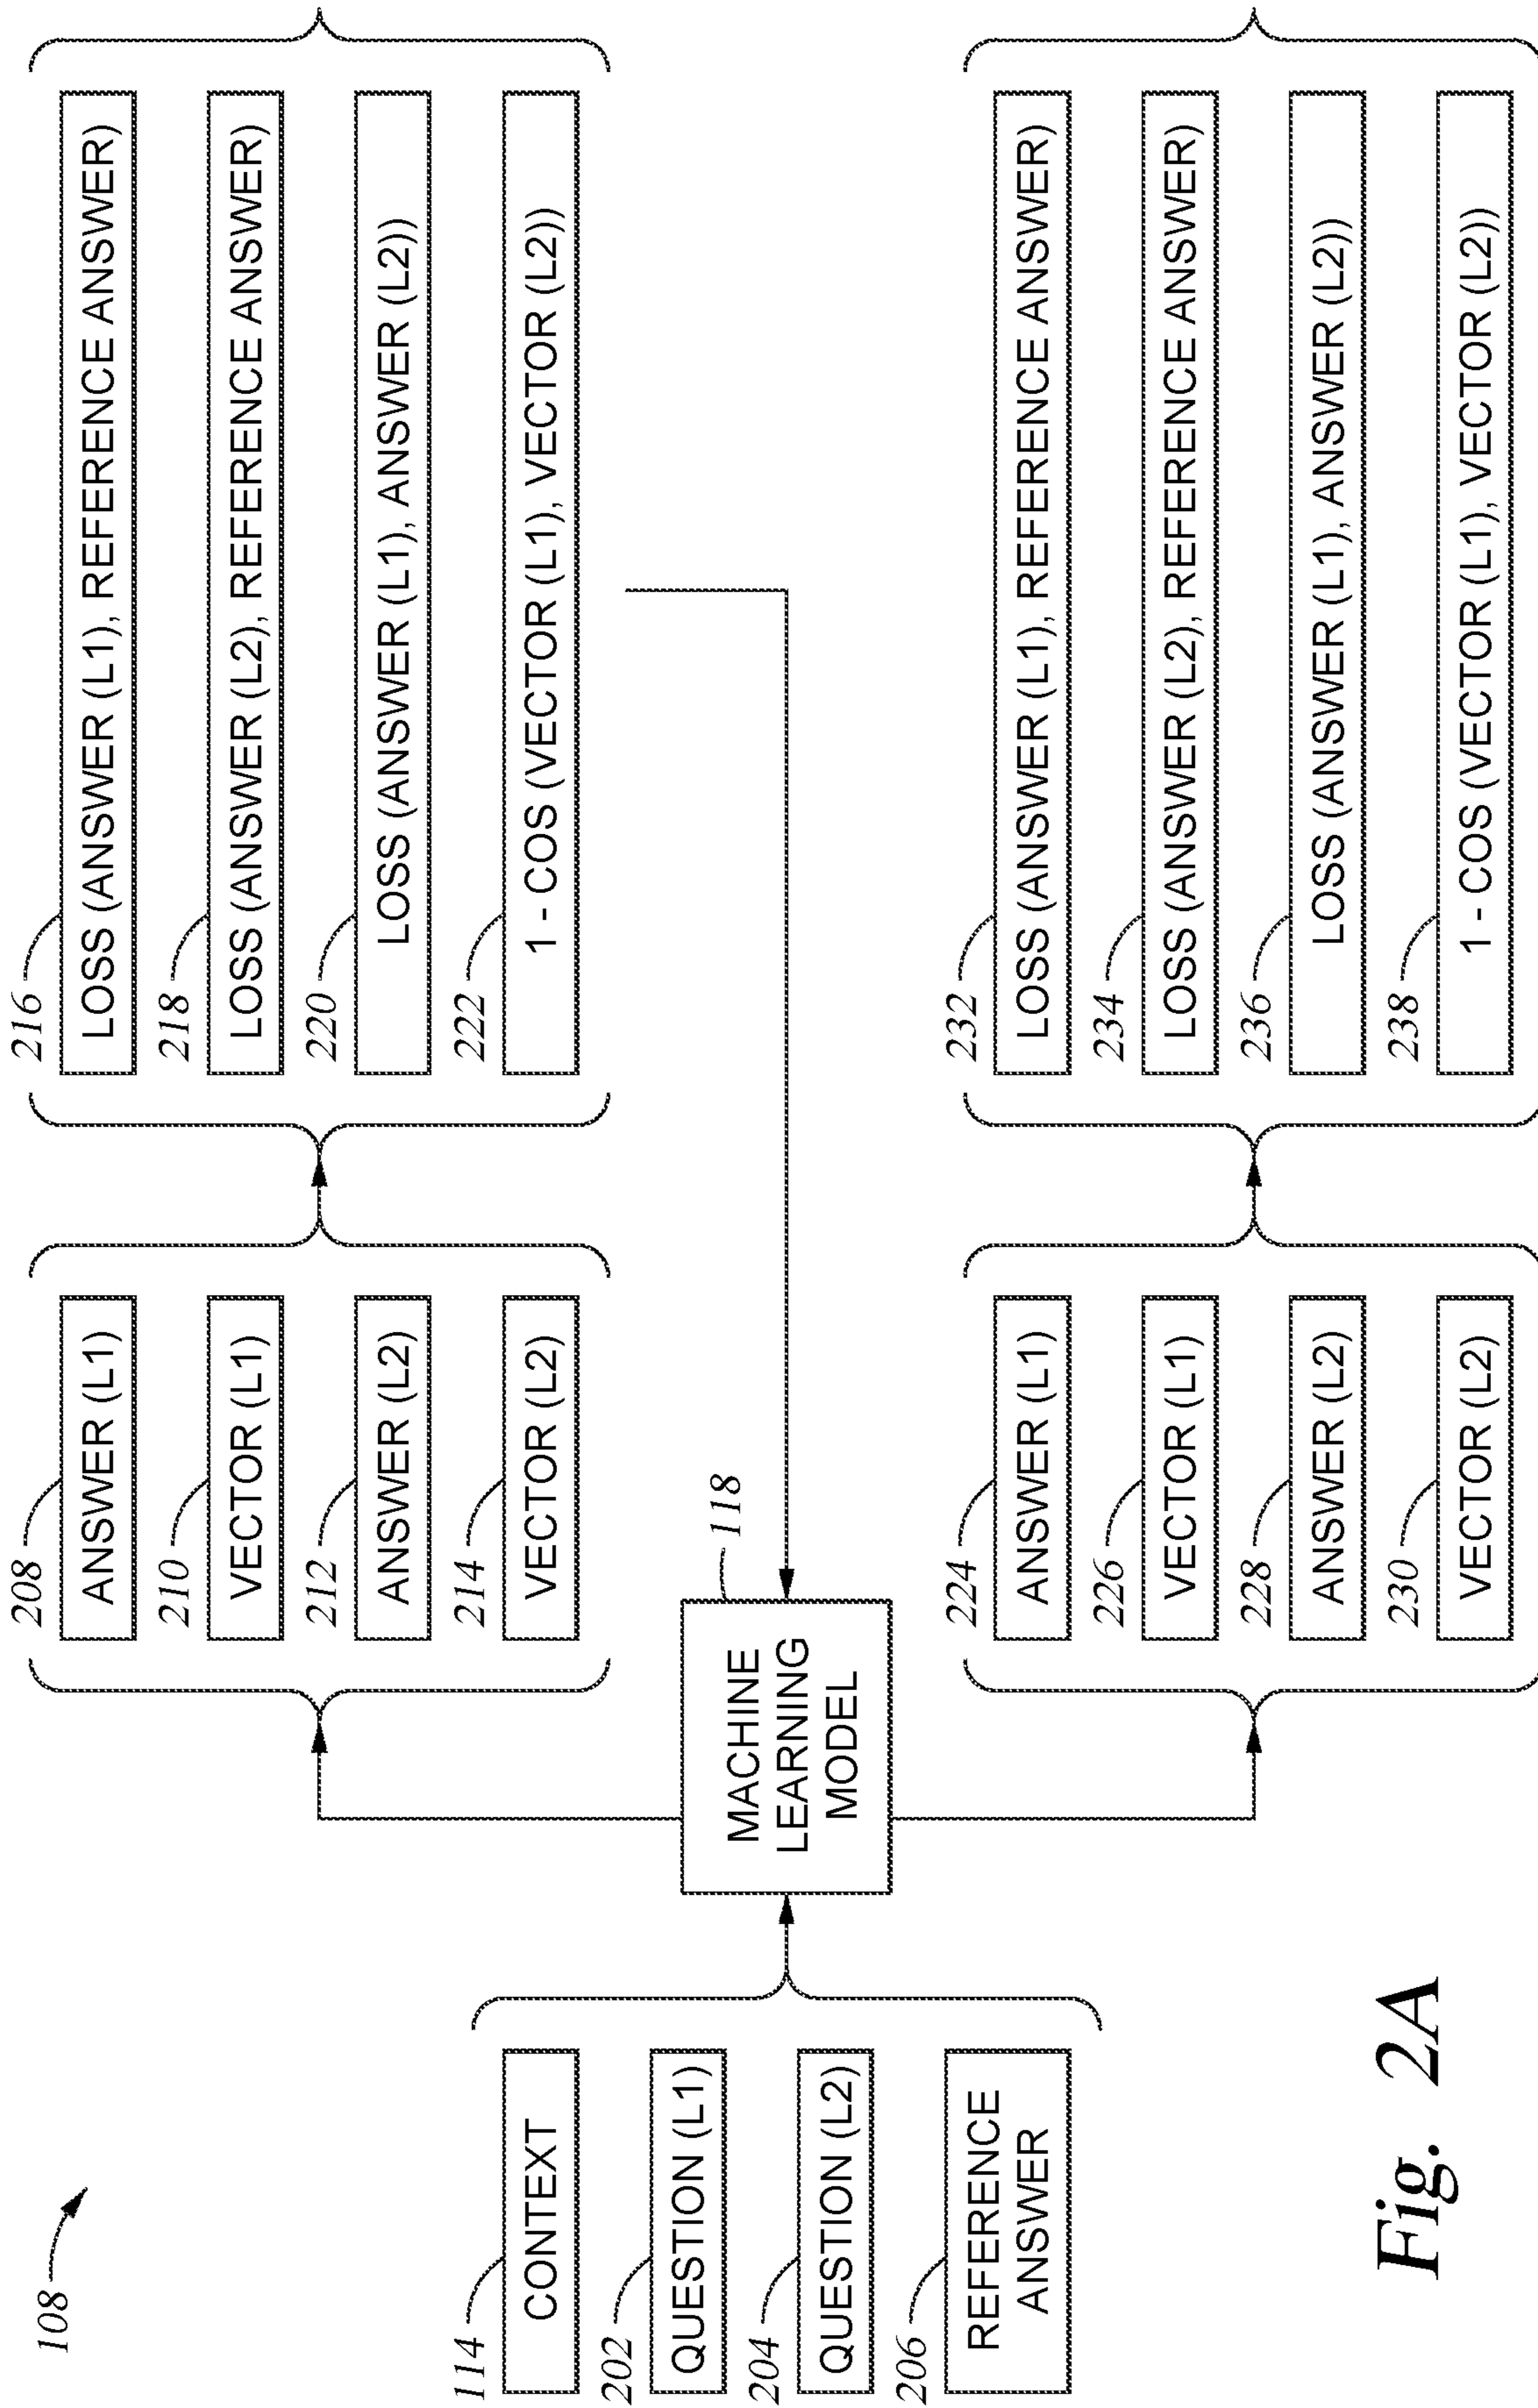 108
114
CONTEXT
202
QUESTION (L1)
204
QUESTION (L2)
206
REFERENCE
ANSWER
118
MACHINE
LEARNING
MODEL
208
ANSWER (L1)
210
VECTOR (L1)
212
ANSWER (L2)
214
VECTOR (L2)
216
LOSS (ANSWER (L1), REFERENCE ANSWER)
218
LOSS (ANSWER (L2), REFERENCE ANSWER)
220
LOSS (ANSWER (L1), ANSWER (L2))
222
1 - COS (VECTOR (L1), VECTOR (L2))
224
ANSWER (L1)
226
VECTOR (L1)
228
ANSWER (L2)
230
VECTOR (L2)
232
LOSS (ANSWER (L1), REFERENCE ANSWER)
234
LOSS (ANSWER (L2), REFERENCE ANSWER)
236
LOSS (ANSWER (L1), ANSWER (L2))
238
1 - COS (VECTOR (L1), VECTOR (L2))
Fig. 2A